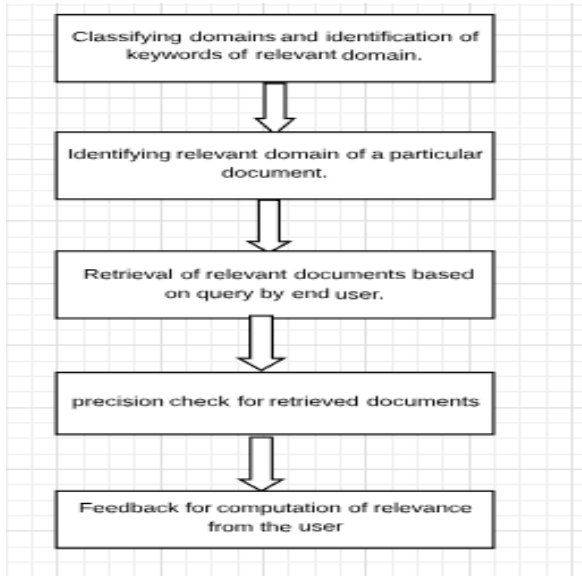 Classifying domains and identification of
keywords of relevant domain.
Identifying relevant domain of a particular
document.
Retrieval of relevant documents based
on query by end user.
precision check for retrieved documents
Feedback for computation of relevance
from the user